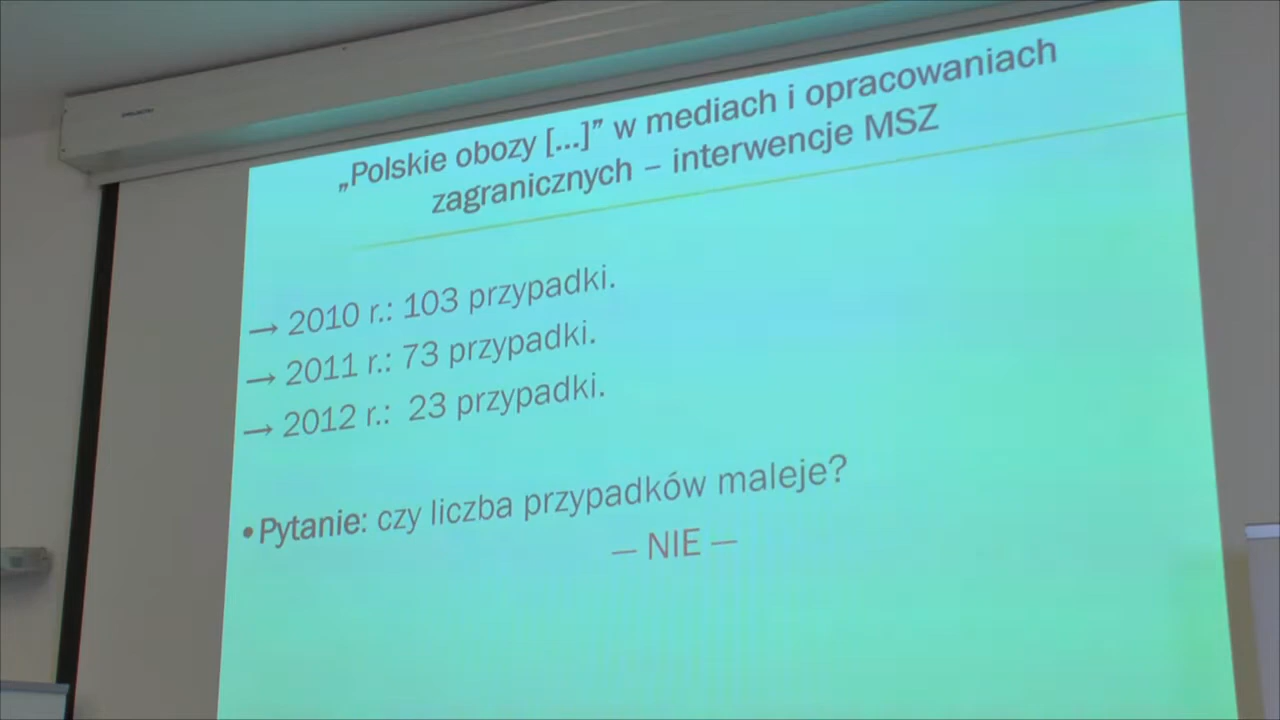 „Polskie obozy [...]” w mediach i opracowaniach
zagranicznych – interwencje MSZ
→ 2010 r.: 103 przypadki.
→ 2011 r.: 73 przypadki.
→ 2012 r.: 23 przypadki.
• Pytanie: czy liczba przypadków maleje?
— NIE —